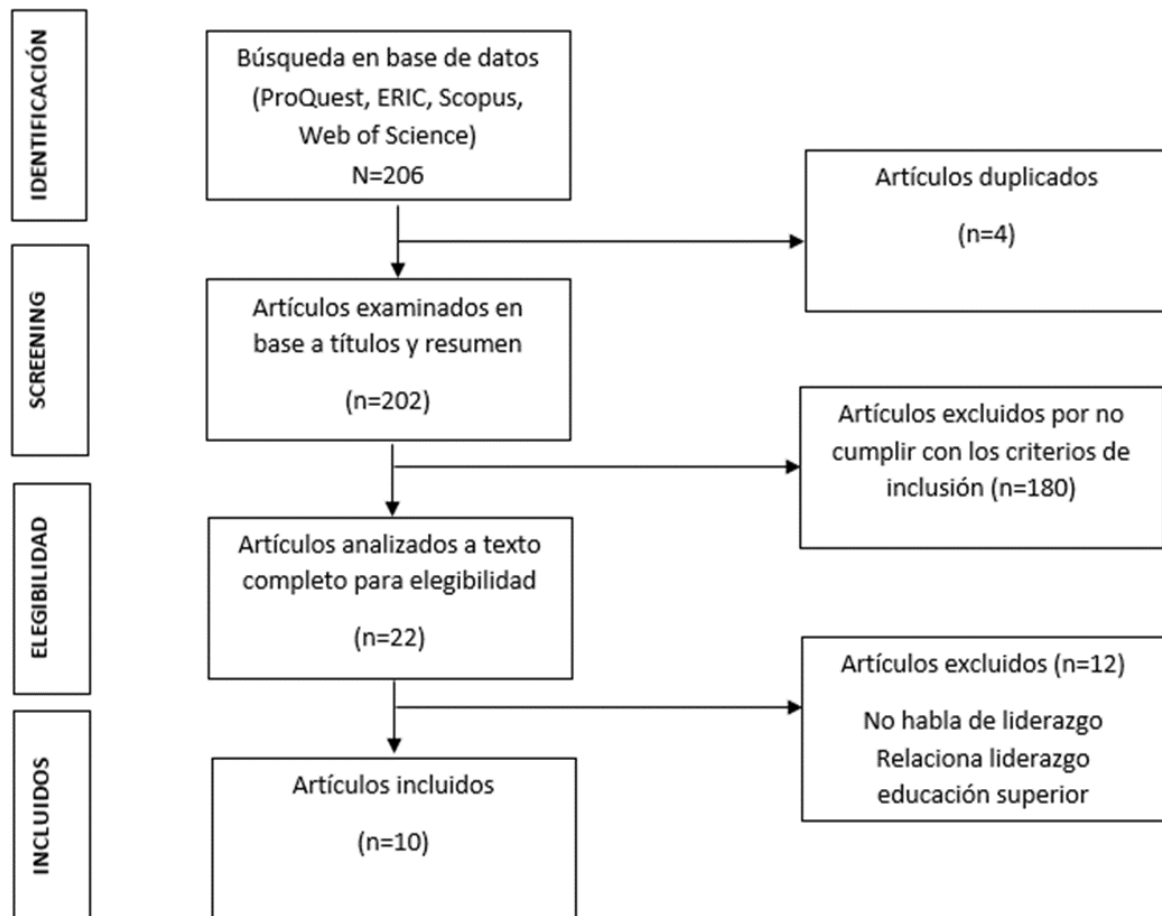 IDENTIFICACIÓN
Búsqueda en base de datos
(ProQuest, ERIC, Scopus,
Web of Science)
N=206
Artículos duplicados
(n=4)
SCREENING
Artículos examinados en
base a títulos y resumen
(n=202)
Artículos excluidos por no
cumplir con los criterios de
inclusión (n=180)
ELEGIBILIDAD
Artículos analizados a texto
completo para elegibilidad
(n=22)
Artículos excluidos (n=12)
No habla de liderazgo
Relaciona liderazgo
educación superior
INCLUIDOS
Artículos incluidos
(n=10)